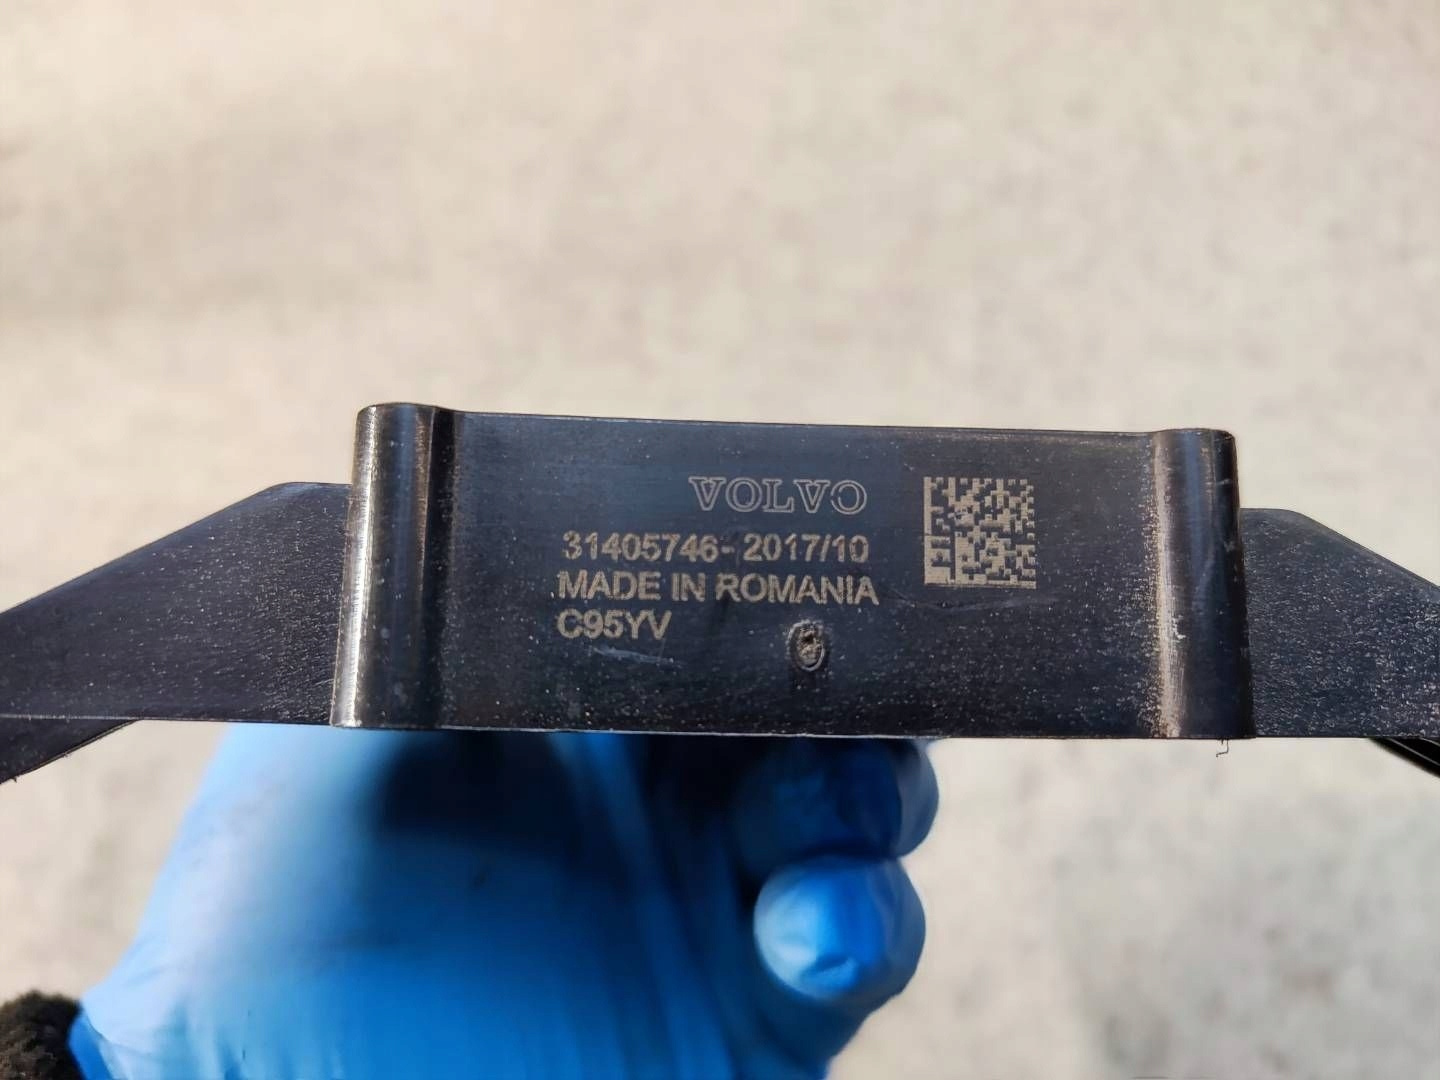 VOLVO
31405746-2017/10
MADE IN ROMANIA
C95YV